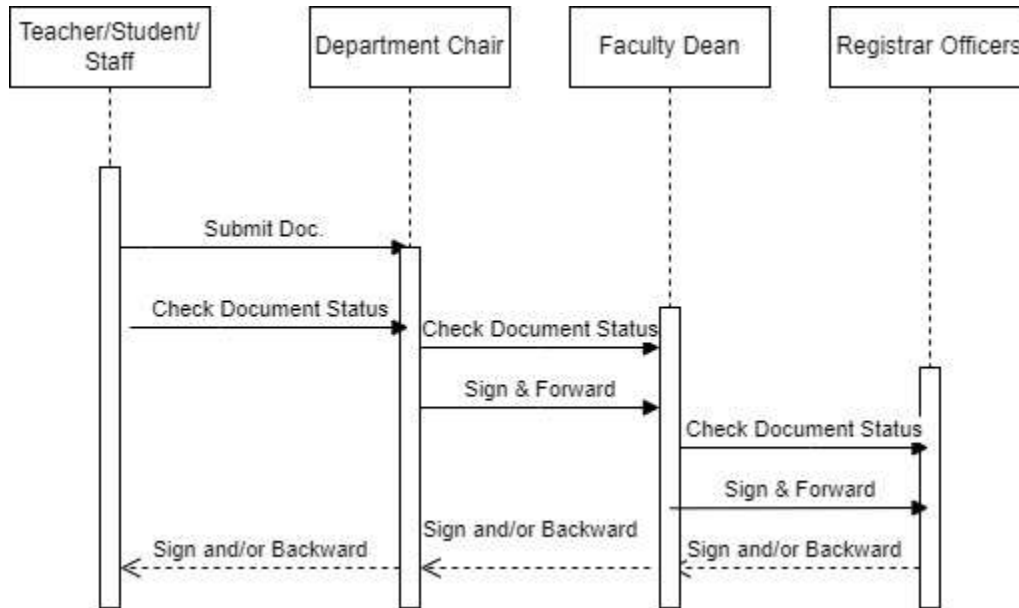 Teacher/Student/
Staff
Department Chair
Faculty Dean
Registrar Officers
Submit Doc.
Check Document Status
Check Document Status
Sign & Forward
Check Document Status
Sign & Forward
Sign and/or Backward
Sign and/or Backward
Sign and/or Backward